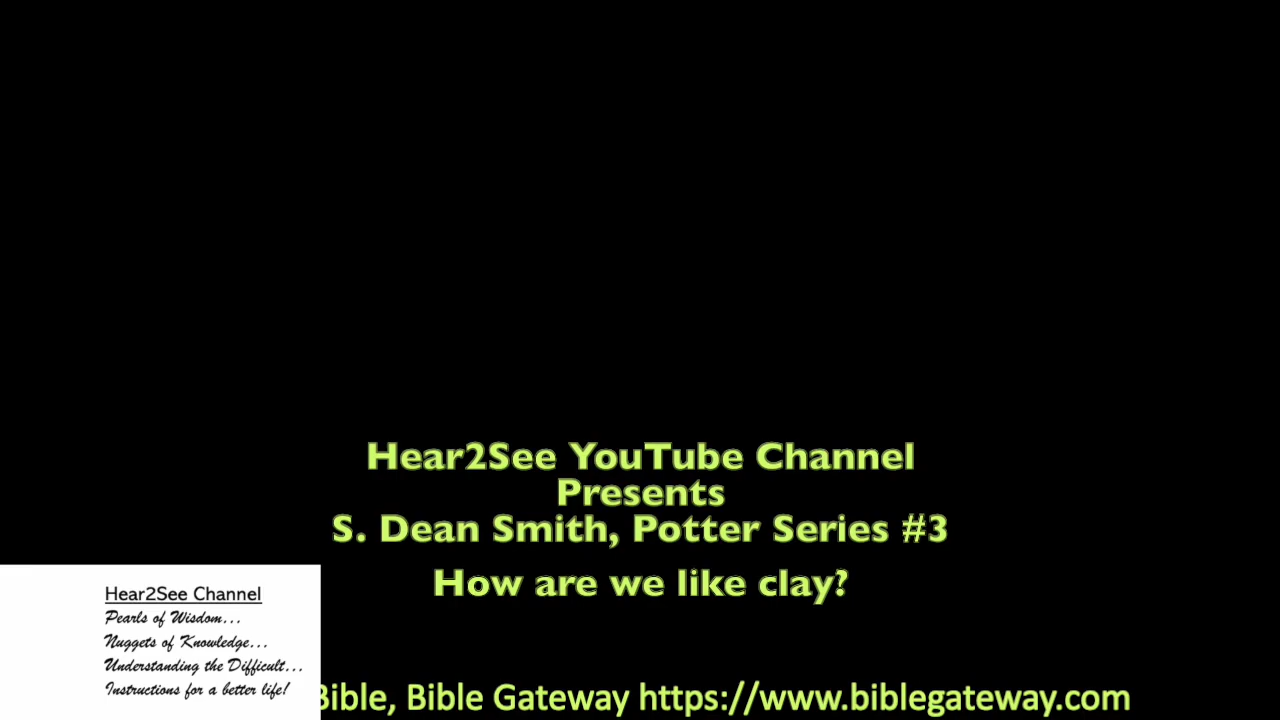 Hear2See YouTube Channel
Presents
S. Dean Smith, Potter Series #3
How are we like clay?
Hear2See Channel
Pearls of Wisdom...
Nuggets of Knowledge...
Understanding the Difficult...
Instructions for a better life!
Bible, Bible Gateway https://www.biblegateway.com